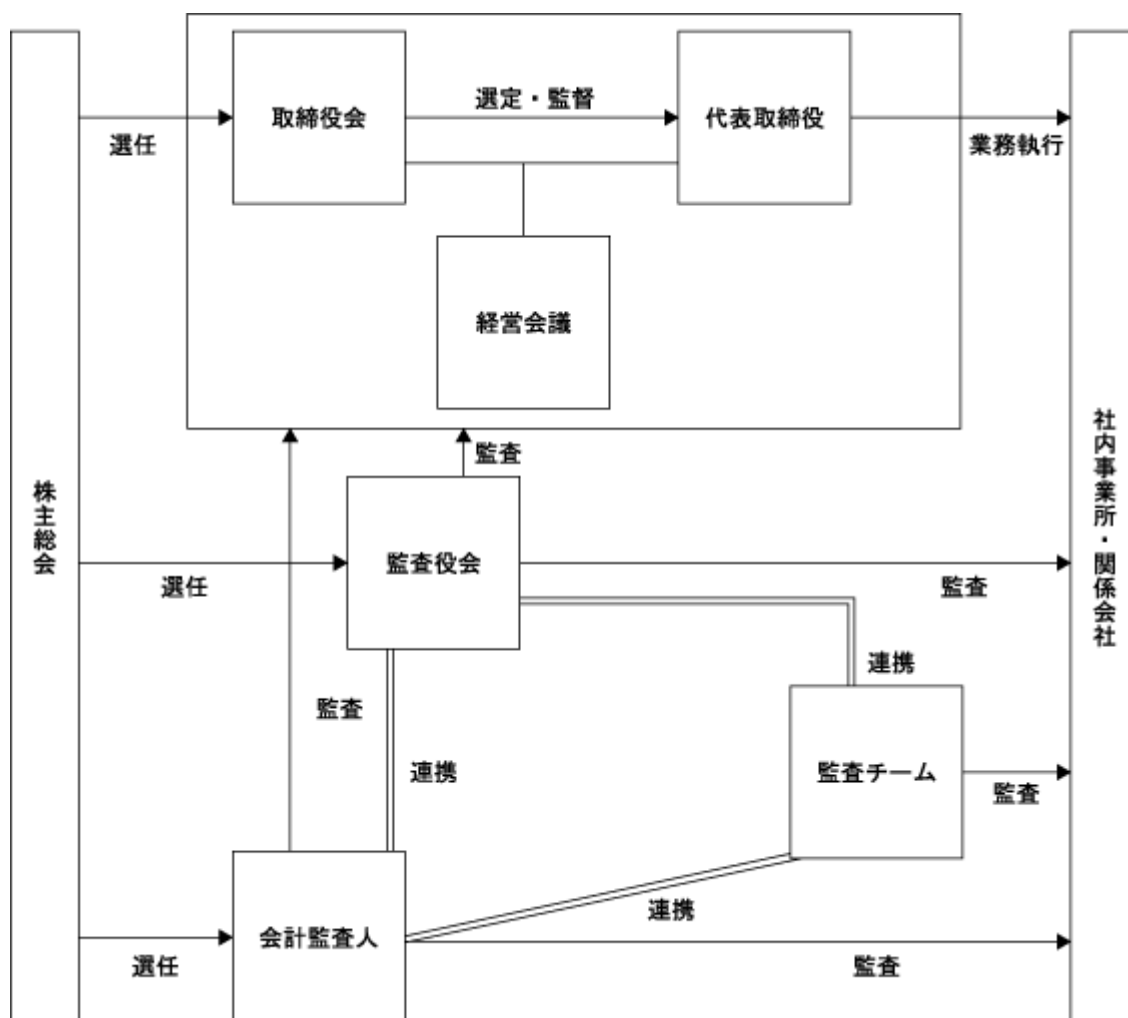 取締役会
選定・監督
代表取締役
選任
業務執行
経営会議
監査
株主総会
社内事業所・関係会社
監査役会
選任
監査
連携
監査
連携
監査チーム
監査
連携
会計監査人
選任
監査